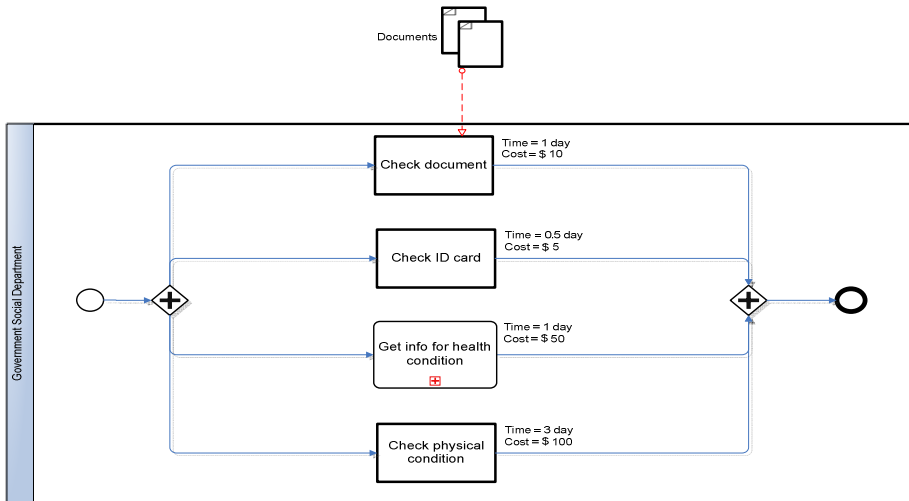 Documents
Government Social Department
Check document
Time = 1 day
Cost = $ 10
Check ID card
Time = 0.5 day
Cost = $ 5
Get info for health
condition
Time = 1 day
Cost = $ 50
Check physical
condition
Time = 3 day
Cost = $ 100